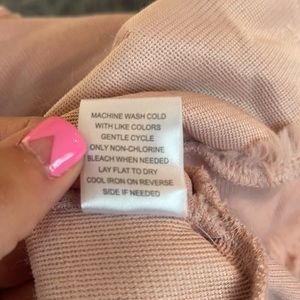 MACHINE WASH COLD
WITH LIKE COLORS
GENTLE CYCLE
ONLY NON-CHLORINE
BLEACH WHEN NEEDED
LAY FLAT TO DRY
COOL IRON ON REVERSE
SIDE IF NEEDED